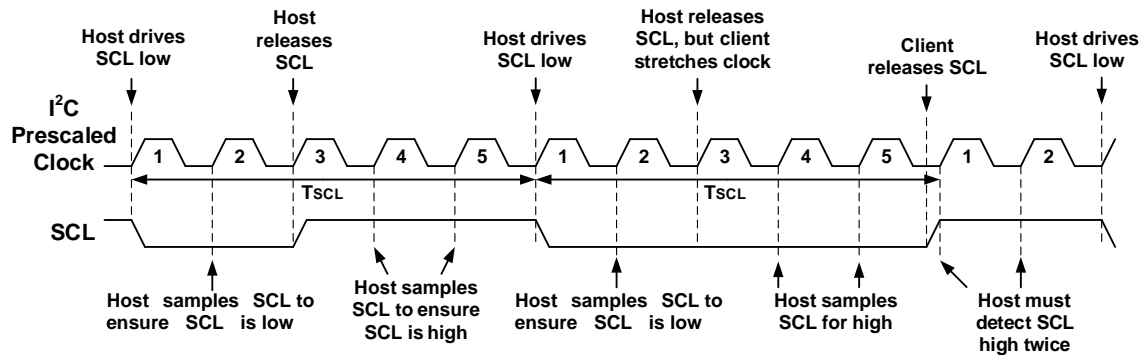 Host drives
SCL low
Host
releases
SCL
Host drives
SCL low
Host releases
SCL, but client
stretches clock
Client
releases SCL
Host drives
SCL low
I²C
Prescaled
Clock
1 2 3 4 5 1 2 3 4 5 1 2
TSCL TSCL
SCL
Host samples SCL to
ensure SCL is low
Host samples
SCL to ensure
SCL is high
Host samples SCL to
ensure SCL is low
Host samples
SCL for high
Host must
detect SCL
high twice